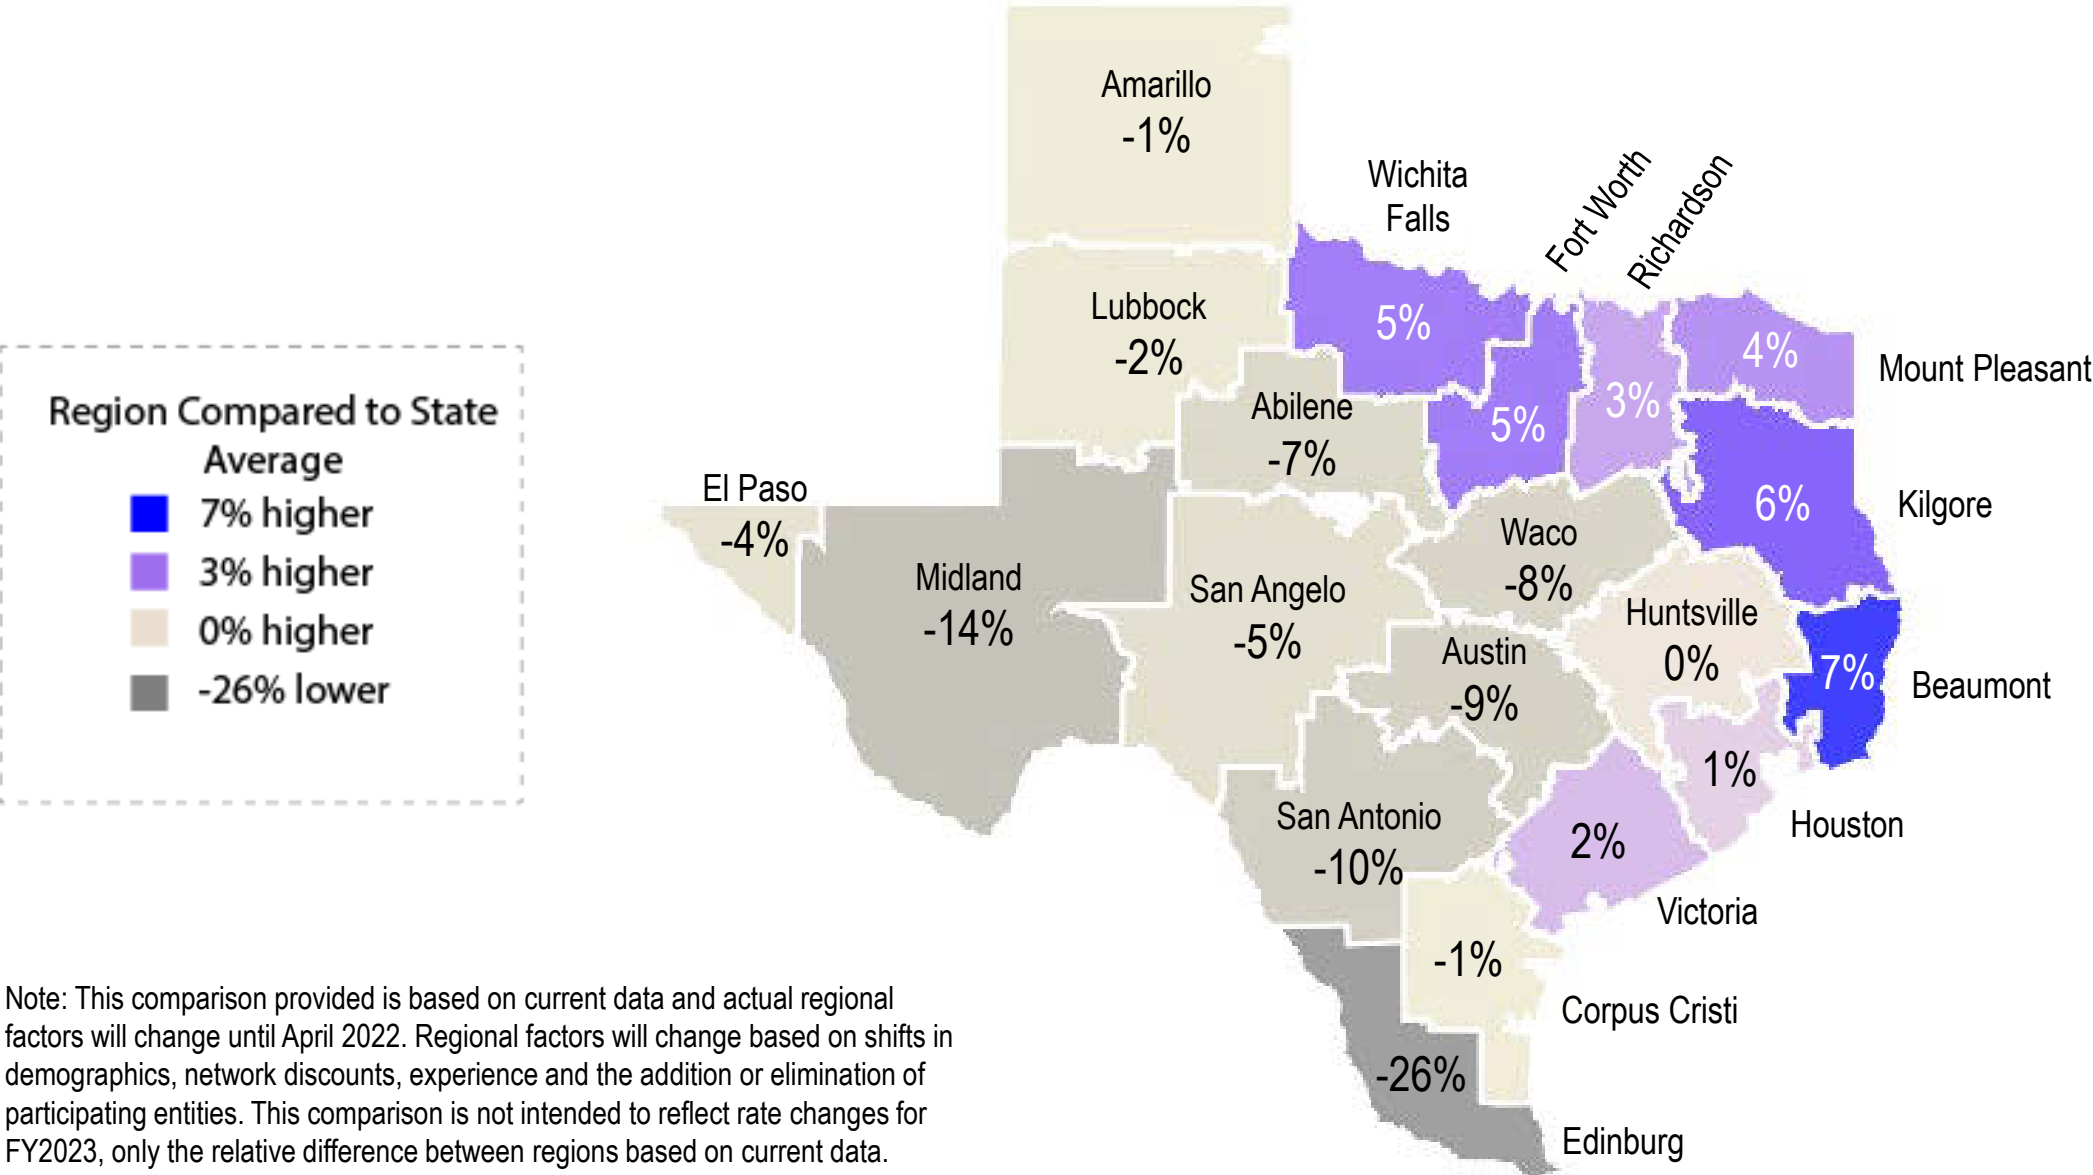 Amarillo
-1%
Wichita
Falls
Fort Worth
Richardson
Lubbock
-2%
5%
4%
Mount Pleasant
3%
5%
Abilene
-7%
Region Compared to State
Average
7% higher
3% higher
0% higher
-26% lower
El Paso
-4%
6%
Kilgore
Waco
-8%
Midland
-14%
San Angelo
-5%
Huntsville
0%
Austin
-9%
7%
Beaumont
1%
Houston
San Antonio
-10%
2%
Victoria
-1%
Corpus Cristi
-26%
Edinburg
Note: This comparison provided is based on current data and actual regional
factors will change until April 2022. Regional factors will change based on shifts in
demographics, network discounts, experience and the addition or elimination of
participating entities. This comparison is not intended to reflect rate changes for
FY2023, only the relative difference between regions based on current data.